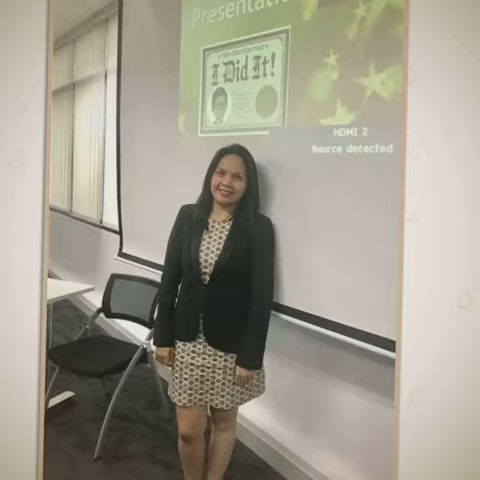 Presentatio
I Did It!
HDMI 2
Source detected